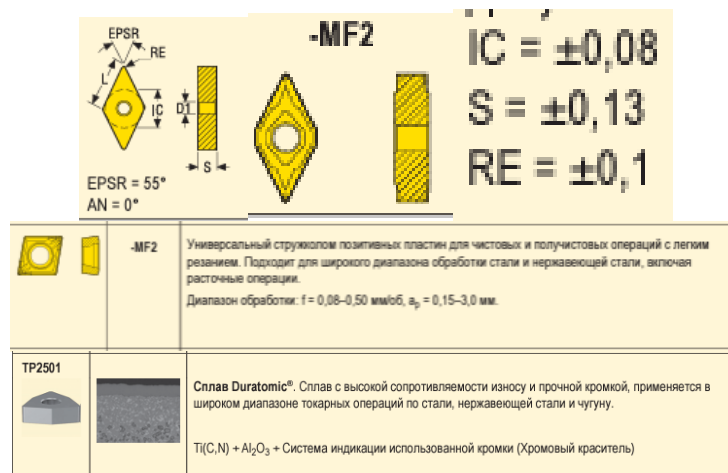 EPSR
RE
L
IC
D1
S
EPSR = 55°
AN = 0°
-MF2
IC = ±0,08
S = ±0,13
RE = ±0,1
-MF2
Универсальный стружколом позитивных пластин для чистовых и получистовых операций с легким
резанием. Подходит для широкого диапазона обработки стали и нержавеющей стали, включая
расточные операции.
Диапазон обработки: f = 0,08–0,50 мм/об, ap = 0,15–3,0 мм.
TP2501
Сплав Duratomic®. Сплав с высокой сопротивляемости износу и прочной кромкой, применяется в
широком диапазоне токарных операций по стали, нержавеющей стали и чугуну.
Ti(C,N) + Al2O3 + Система индикации использованной кромки (Хромовый краситель)